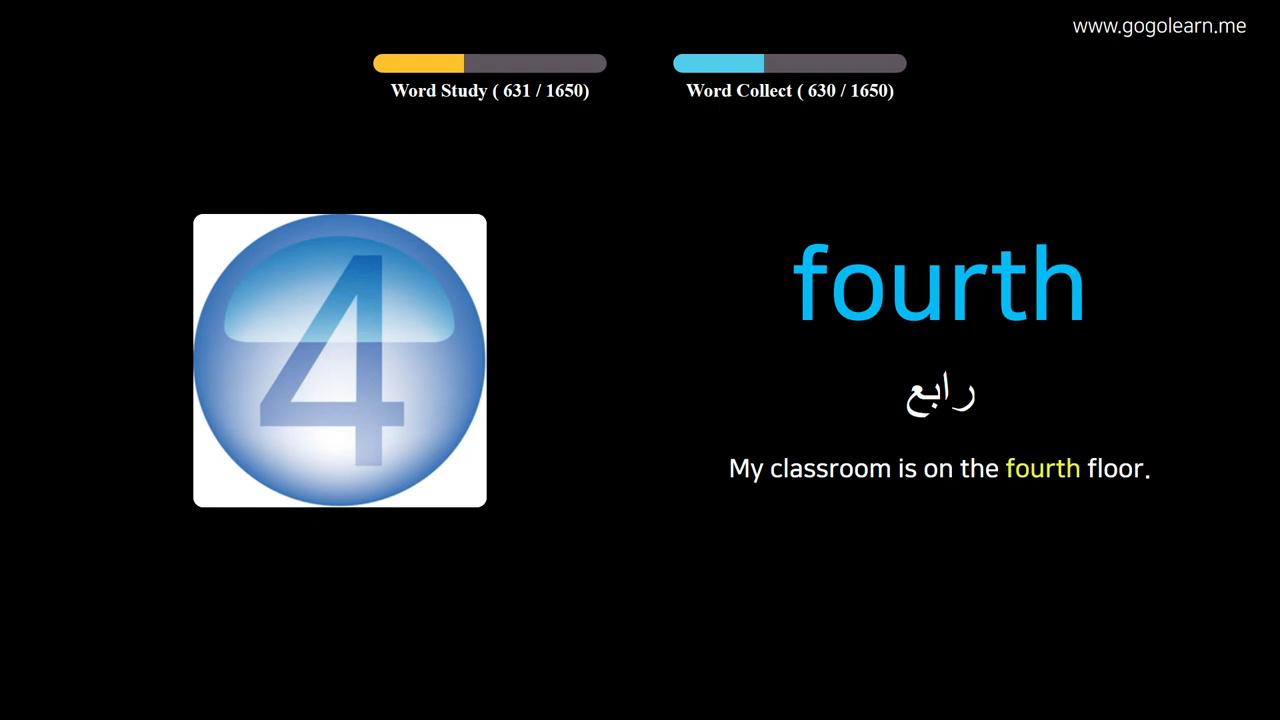 www.gogolearn.me
Word Study ( 631 / 1650)
Word Collect ( 630 / 1650)
4
fourth
رابع
My classroom is on the fourth floor.